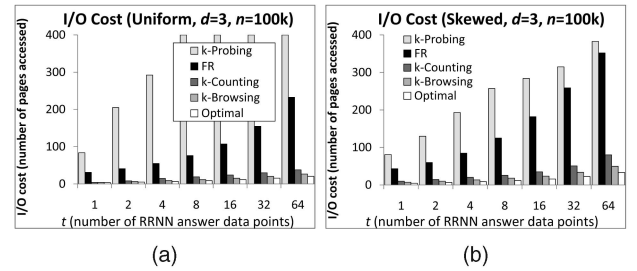 I/O Cost (Uniform, d=3, n=100k)
I/O cost (number of pages accessed)
400
300
200
100
0
k-Probing
FR
k-Counting
k-Browsing
Optimal
1 2 4 8 16 32 64
t (number of RRNN answer data points)
(a)
I/O Cost (Skewed, d=3, n=100k)
I/O cost (number of pages accessed)
400
300
200
100
0
k-Probing
FR
k-Counting
k-Browsing
Optimal
1 2 4 8 16 32 64
t (number of RRNN answer data points)
(b)